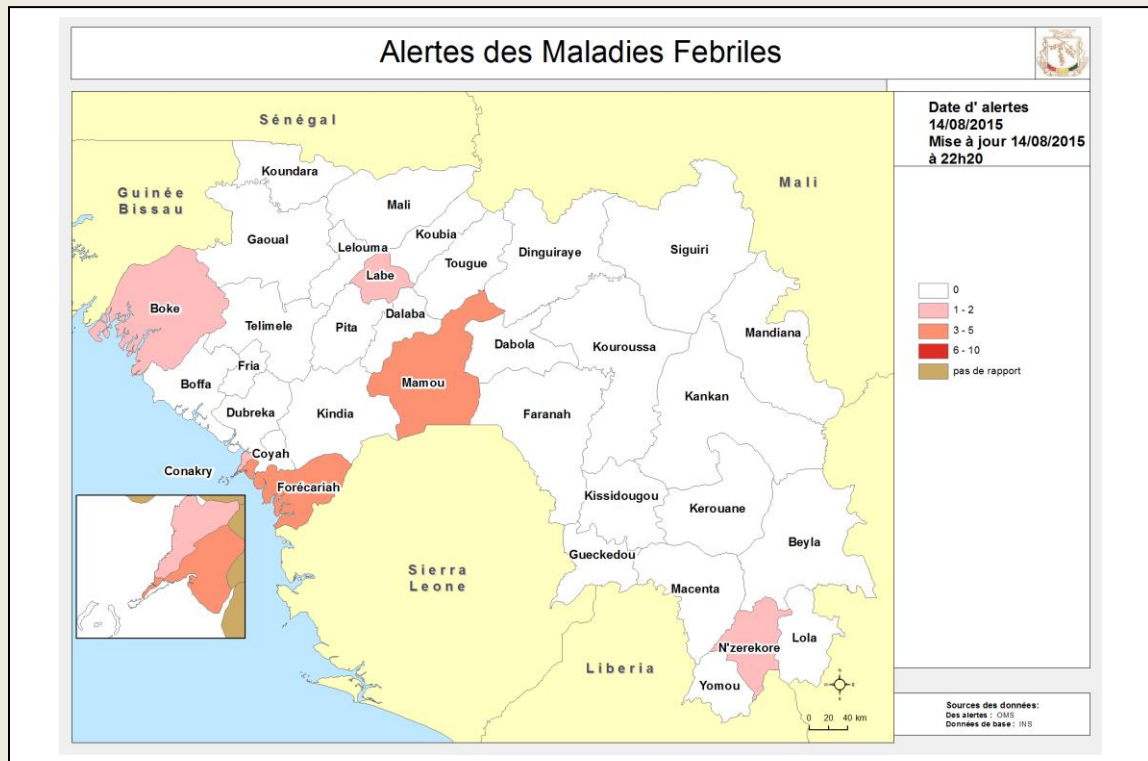 Alertes des Maladies Febriles
Date d' alertes
14/08/2015
Mise à jour 14/08/2015
à 22h20
0
1 - 2
3 - 5
6 - 10
pas de rapport
Sénégal
Mali
Guinée
Bissau
Koundara
Mali
Gaoual
Koubia
Lelouma
Tougue
Dinguiraye
Siguiri
Labe
Boke
Dalaba
Telimele
Pita
Mandiana
Dabola
Kouroussa
Fria
Mamou
Boffa
Kankan
Dubreka
Kindia
Faranah
Coyah
Conakry
Forécariah
Kissidougou
Kerouane
Beyla
Gueckedou
Sierra
Leone
Macenta
Lola
N'zerekore
Liberia
Yomou
N
W
E
S
0 20 40 km
Sources des données:
Des alertes : OMS
Données de base : INS